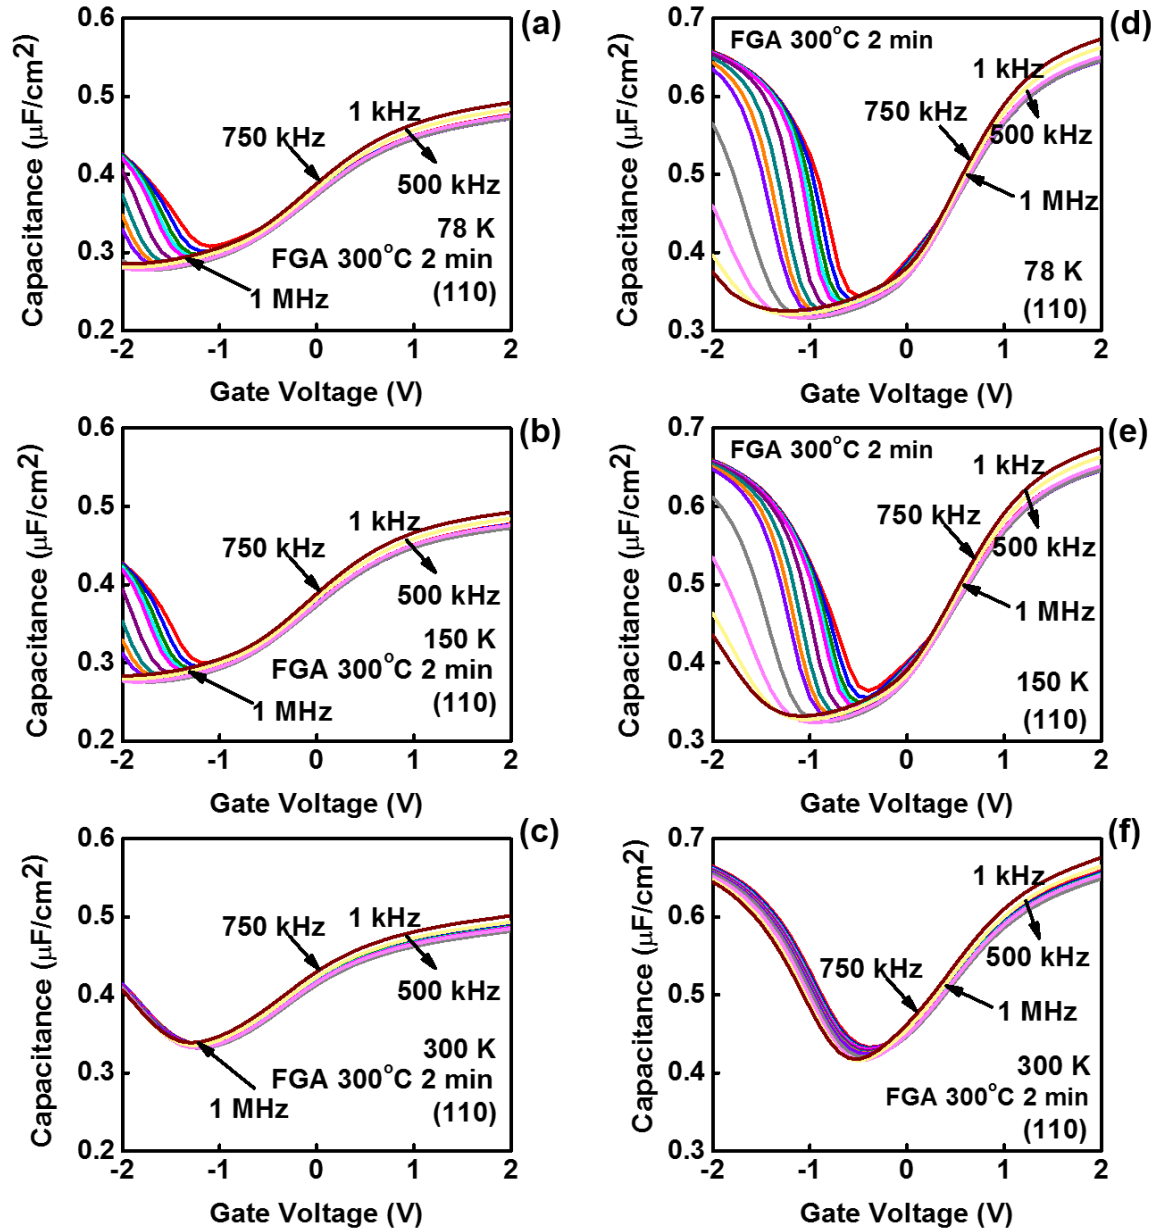 (a)
0.6
0.5
0.4
0.3
0.2
Capacitance (µF/cm²)
1 kHz
750 kHz
500 kHz
78 K
FGA 300°C 2 min
(110)
1 MHz
-2 -1 0 1 2
Gate Voltage (V)
(d)
0.7
0.6
0.5
0.4
0.3
Capacitance (µF/cm²)
FGA 300°C 2 min
1 kHz
750 kHz
500 kHz
1 MHz
78 K
(110)
-2 -1 0 1 2
Gate Voltage (V)
(b)
0.6
0.5
0.4
0.3
0.2
Capacitance (µF/cm²)
1 kHz
750 kHz
500 kHz
150 K
FGA 300°C 2 min
(110)
1 MHz
-2 -1 0 1 2
Gate Voltage (V)
(e)
0.7
0.6
0.5
0.4
0.3
Capacitance (µF/cm²)
FGA 300°C 2 min
1 kHz
750 kHz
500 kHz
1 MHz
150 K
(110)
-2 -1 0 1 2
Gate Voltage (V)
(c)
0.6
0.5
0.4
0.3
0.2
Capacitance (µF/cm²)
1 kHz
750 kHz
500 kHz
300 K
FGA 300°C 2 min
1 MHz
(110)
-2 -1 0 1 2
Gate Voltage (V)
(f)
0.7
0.6
0.5
0.4
0.3
Capacitance (µF/cm²)
1 kHz
750 kHz
500 kHz
1 MHz
300 K
FGA 300°C 2 min
(110)
-2 -1 0 1 2
Gate Voltage (V)